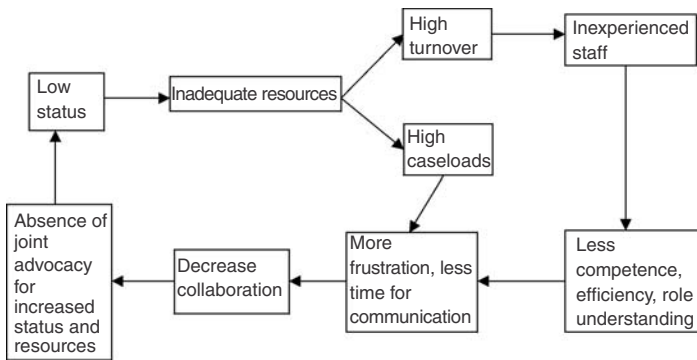 High
turnover
Inexperienced
staff
Low
status
Inadequate resources
High
caseloads
Absence of
joint
advocacy
for
increased
status and
resources
Decrease
collaboration
More
frustration, less
time for
communication
Less
competence,
efficiency, role
understanding